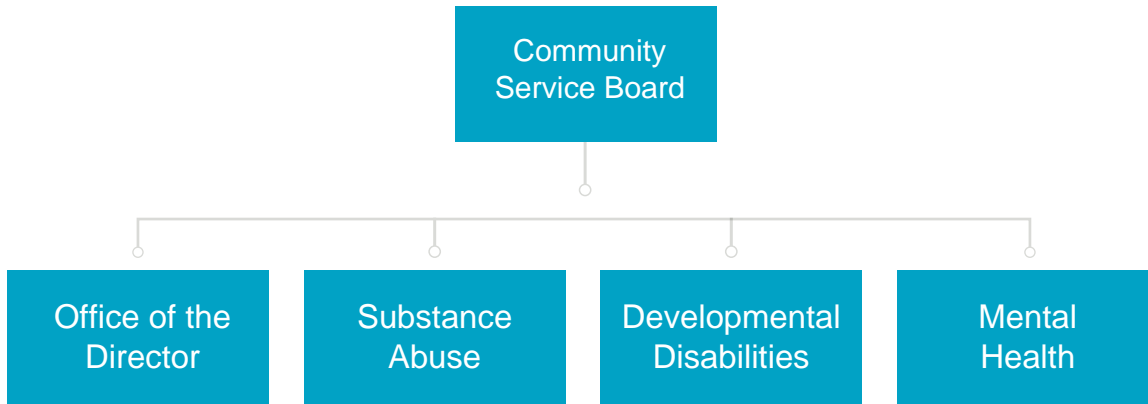 Community
Service Board
Office of the
Director
Substance
Abuse
Developmental
Disabilities
Mental
Health